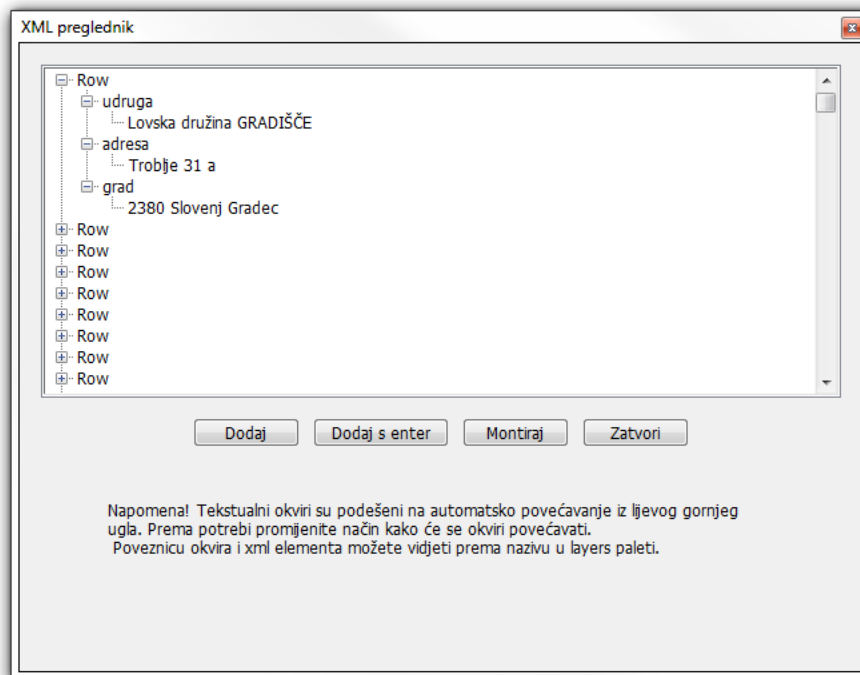 XML preglednik
Row
udruga
Lovska družina GRADIŠČE
adresa
Troblje 31 a
grad
2380 Slovenj Gradec
Row
Row
Row
Row
Row
Row
Row
Row
Dodaj
Dodaj s enter
Montiraj
Zatvori
Napomena! Tekstualni okviri su podešeni na automatsko povećavanje iz lijevog gornjeg
ugla. Prema potrebi promijenite način kako će se okviri povećavati.
Poveznicu okvira i xml elementa možete vidjeti prema nazivu u layers paleti.